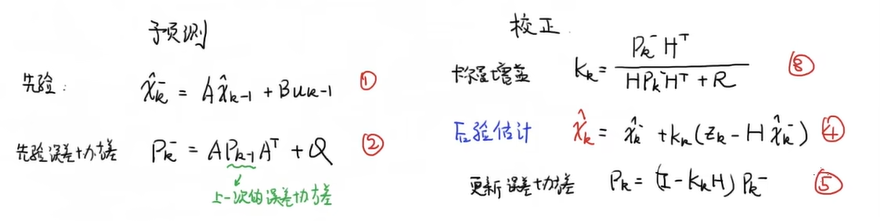 预测
先验:
x̂ₖ⁻ = Ax̂ₖ₋₁ + Buₖ₋₁ ①
先验误差协方差 Pₖ⁻ = APₖ₋₁Aᵀ + Q ②
上一次的误差协方差
校正
卡尔曼增益 Kₖ = Pₖ⁻Hᵀ / (HPₖ⁻Hᵀ + R) ③
后验估计 x̂ₖ = x̂ₖ⁻ + Kₖ(zₖ - Hx̂ₖ⁻) ④
更新误差协方差 Pₖ = (I - KₖH)Pₖ⁻ ⑤